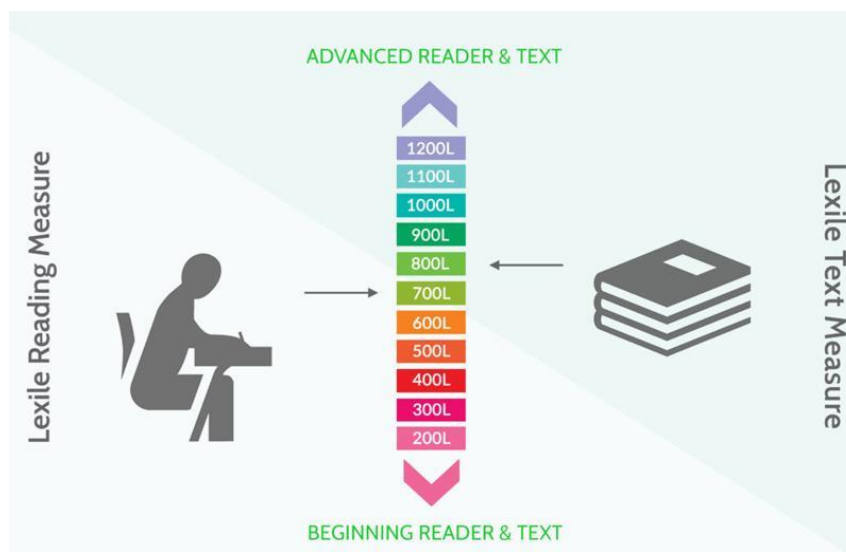 ADVANCED READER & TEXT
Lexile Reading Measure
1200L
1100L
1000L
900L
800L
700L
600L
500L
400L
300L
200L
Lexile Text Measure
BEGINNING READER & TEXT